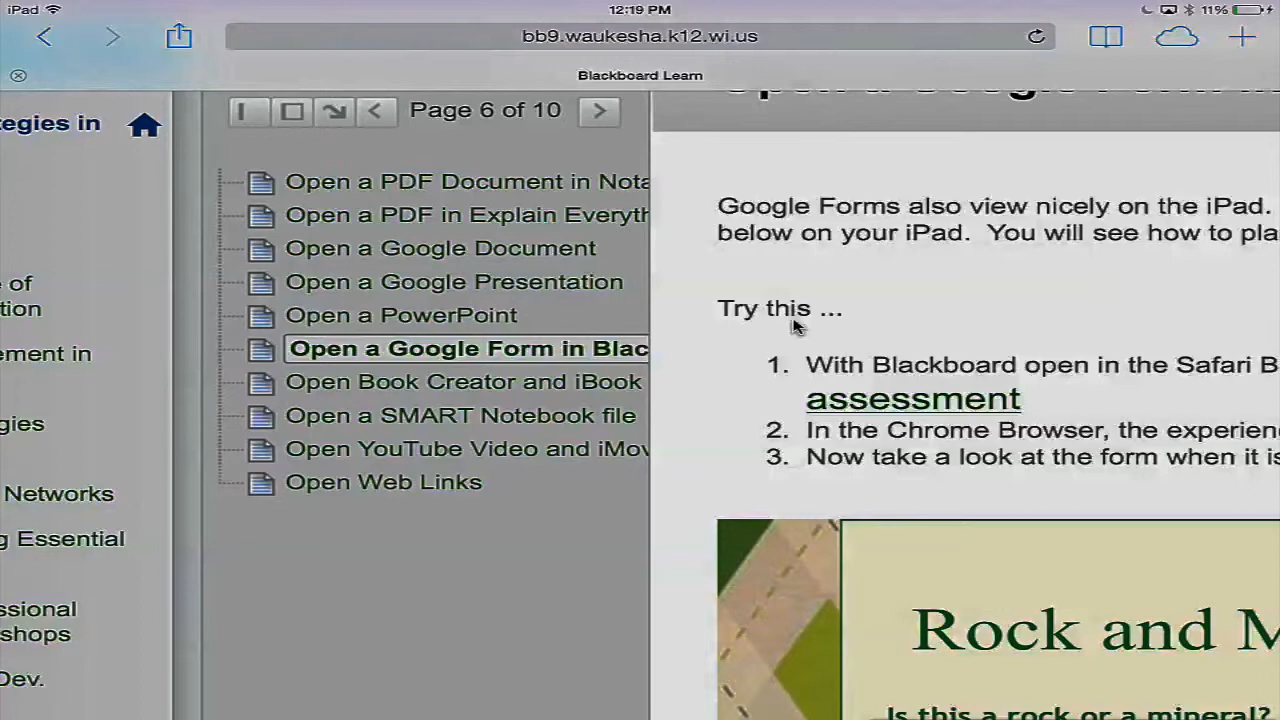 iPad
12:19 PM
11%
bb9.waukesha.k12.wi.us
Blackboard Learn
tegies in
e of
tion
ement in
gies
Networks
g Essential
ssional
shops
Dev.
Page 6 of 10
Open a PDF Document in Nota
Open a PDF in Explain Everyth
Open a Google Document
Open a Google Presentation
Open a PowerPoint
Open a Google Form in Blac
Open Book Creator and iBook
Open a SMART Notebook file
Open YouTube Video and iMov
Open Web Links
Open a Google Form in
Google Forms also view nicely on the iPad.
below on your iPad. You will see how to pla
Try this ...
1. With Blackboard open in the Safari B
assessment
2. In the Chrome Browser, the experien
3. Now take a look at the form when it is
Rock and M
Is this a rock or a mineral?